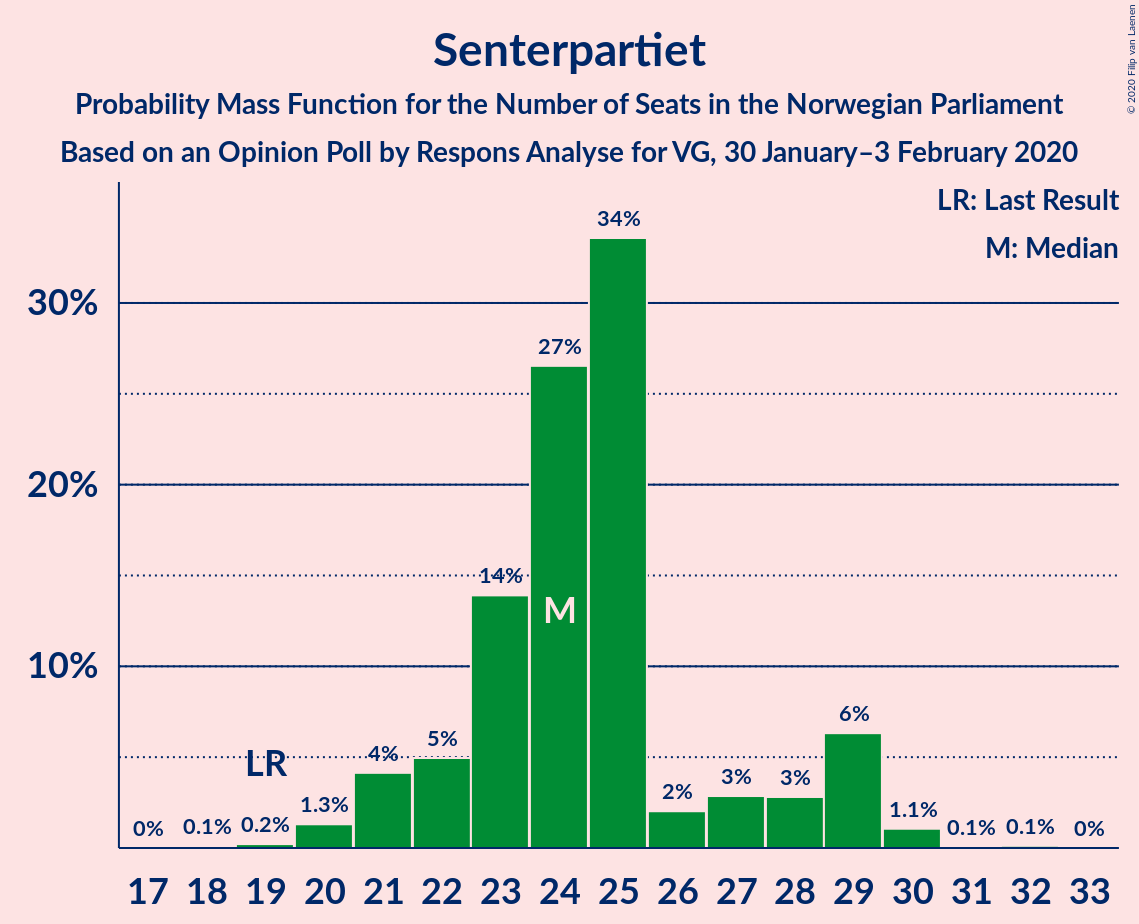 Senterpartiet
Probability Mass Function for the Number of Seats in the Norwegian Parliament
Based on an Opinion Poll by Respons Analyse for VG, 30 January–3 February 2020
© 2020 Filip van Laenen
LR: Last Result
M: Median
34%
30%
27%
20%
14%
M
10%
6%
5%
4%
LR
3%
3%
2%
1.3%
1.1%
0%
0.1%
0.2%
0.1%
0.1%
0%
17 18 19 20 21 22 23 24 25 26 27 28 29 30 31 32 33